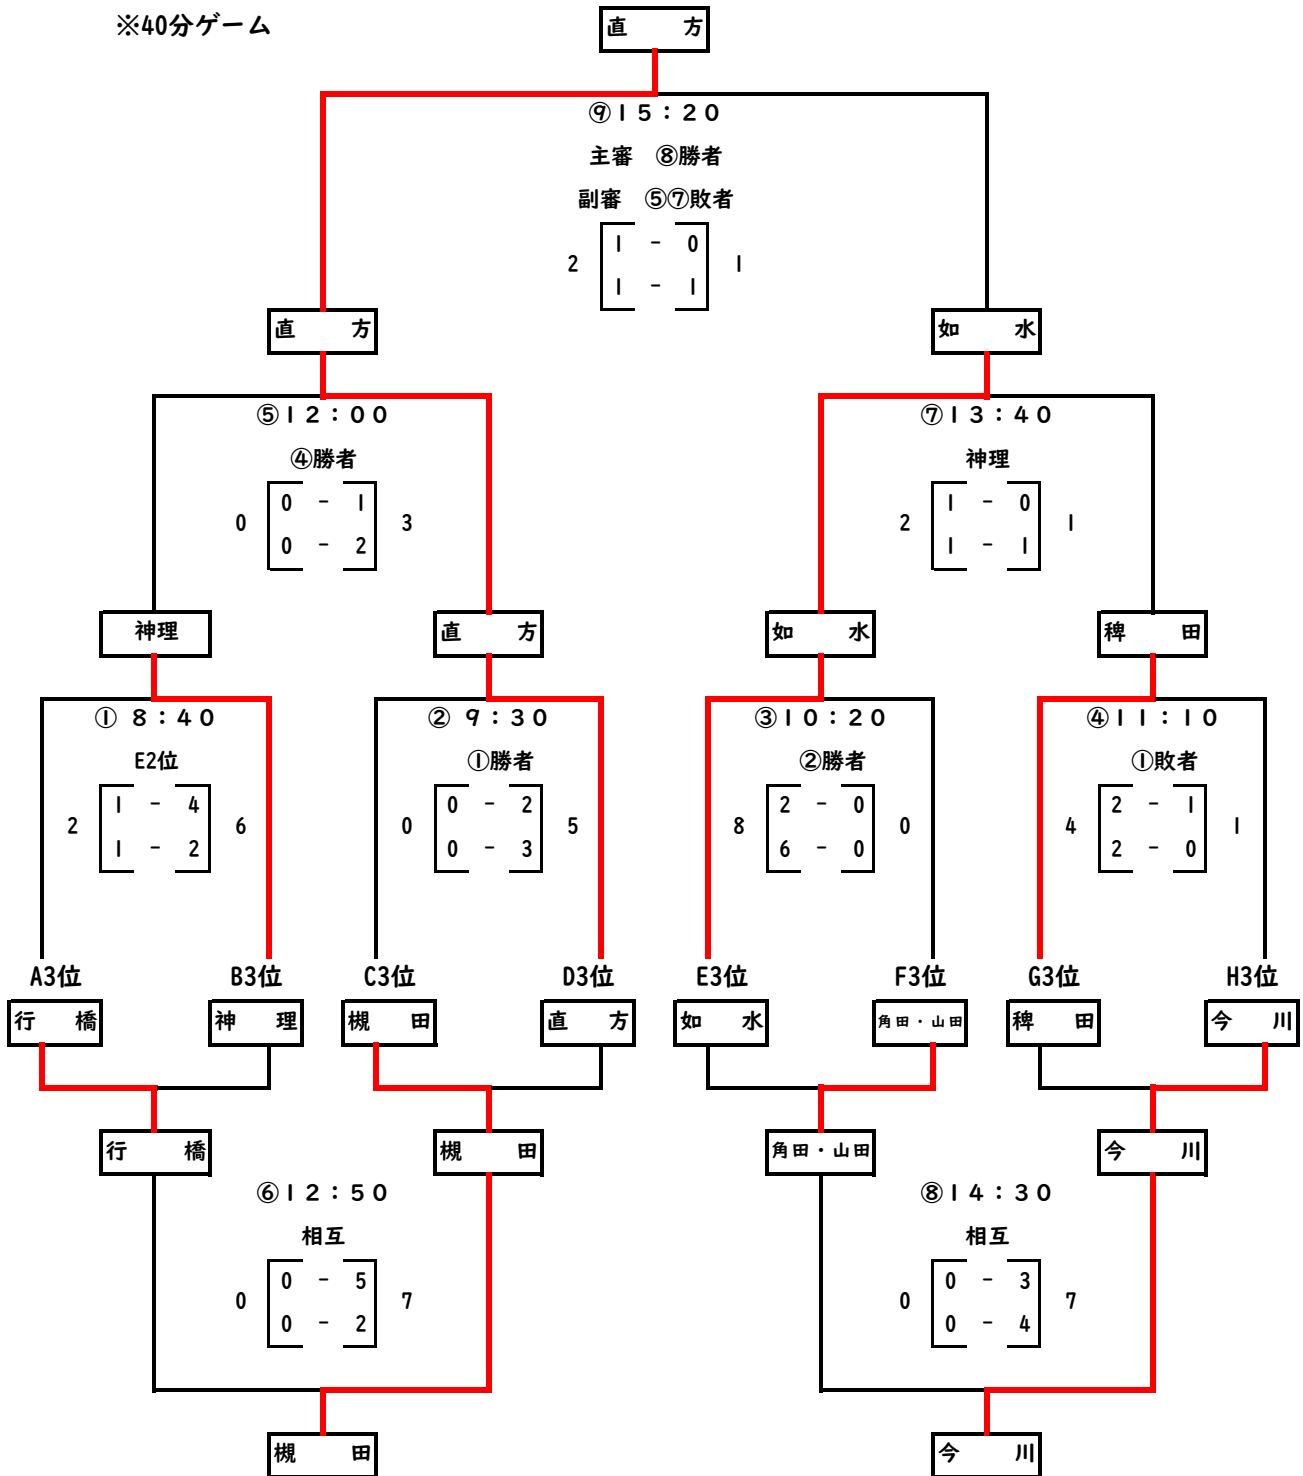 ※40分ゲーム
直　方
⑨15：20
主審　⑧勝者
副審　⑤⑦敗者
1 - 0
2　1
1 - 1
直　方　如　水
⑤12：00　⑦13：40
④勝者　神理
0 - 1　1 - 0
0　3　2　1
0 - 2　1 - 1
神理　直　方　如　水　稗　田
① 8：40　② 9：30　③10：20　④11：10
E2位　①勝者　②勝者　①敗者
1 - 4　0 - 2　2 - 0　2 - 1
2　6　0　5　8　0　4　1
1 - 2　0 - 3　6 - 0　2 - 0
A3位　B3位　C3位　D3位　E3位　F3位　G3位　H3位
行　橋　神　理　槻　田　直　方　如　水　角田・山田　稗　田　今　川
行　橋　槻　田　角田・山田　今　川
⑥12：50　⑧14：30
相互　相互
0 - 5　0 - 3
0　7　0　7
0 - 2　0 - 4
槻　田　今　川